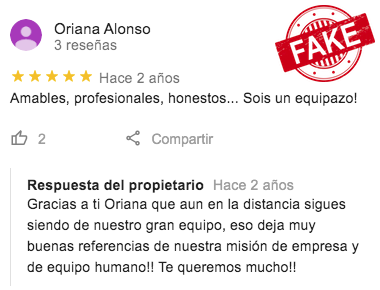 Oriana Alonso
3 reseñas
FAKE
Hace 2 años
Amables, profesionales, honestos... Sois un equipazo!
2 Compartir
Respuesta del propietario Hace 2 años
Gracias a ti Oriana que aun en la distancia sigues
siendo de nuestro gran equipo, eso deja muy
buenas referencias de nuestra misión de empresa y
de equipo humano!! Te queremos mucho!!